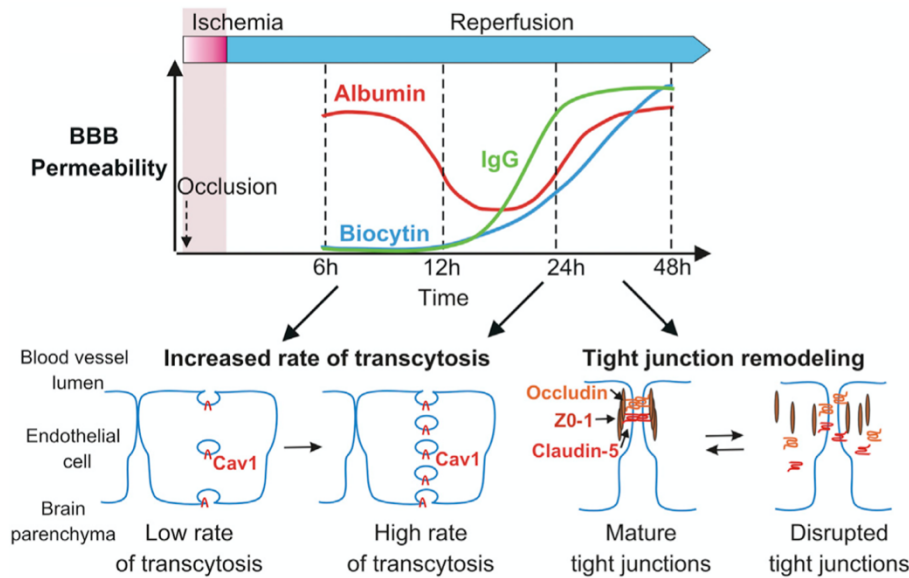 Ischemia
Reperfusion
BBB
Permeability
Albumin
IgG
Occlusion
Biocytin
6h
12h
24h
48h
Time
Blood vessel
lumen
Increased rate of transcytosis
Tight junction remodeling
Occludin
Z0-1
Claudin-5
Endothelial
cell
Cav1
Cav1
Brain
parenchyma
Low rate
of transcytosis
High rate
of transcytosis
Mature
tight junctions
Disrupted
tight junctions